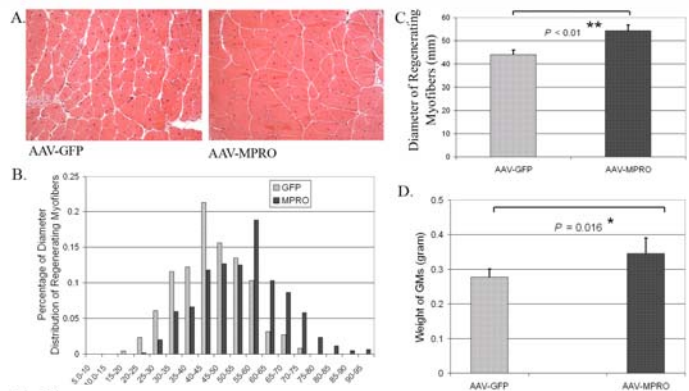 A.
AAV-GFP
AAV-MPRO
B.
Percentage of Diameter
Distribution of Regenerating Myofibers
0.25
0.2
0.15
0.1
0.05
0
GFP
MPRO
5.0-10
10.0-15
15-20
20-25
25-30
30-35
35-40
40-45
45-50
50-55
55-60
60-65
65-70
70-75
75-80
80-85
85-90
90-95
C.
Diameter of Regenerating
Myofibers (mm)
60
50
40
30
20
10
0
P < 0.01
**
AAV-GFP
AAV-MPRO
D.
Weight of GMs (gram)
0.5
0.4
0.3
0.2
0.1
0
P = 0.016
*
AAV-GFP
AAV-MPRO